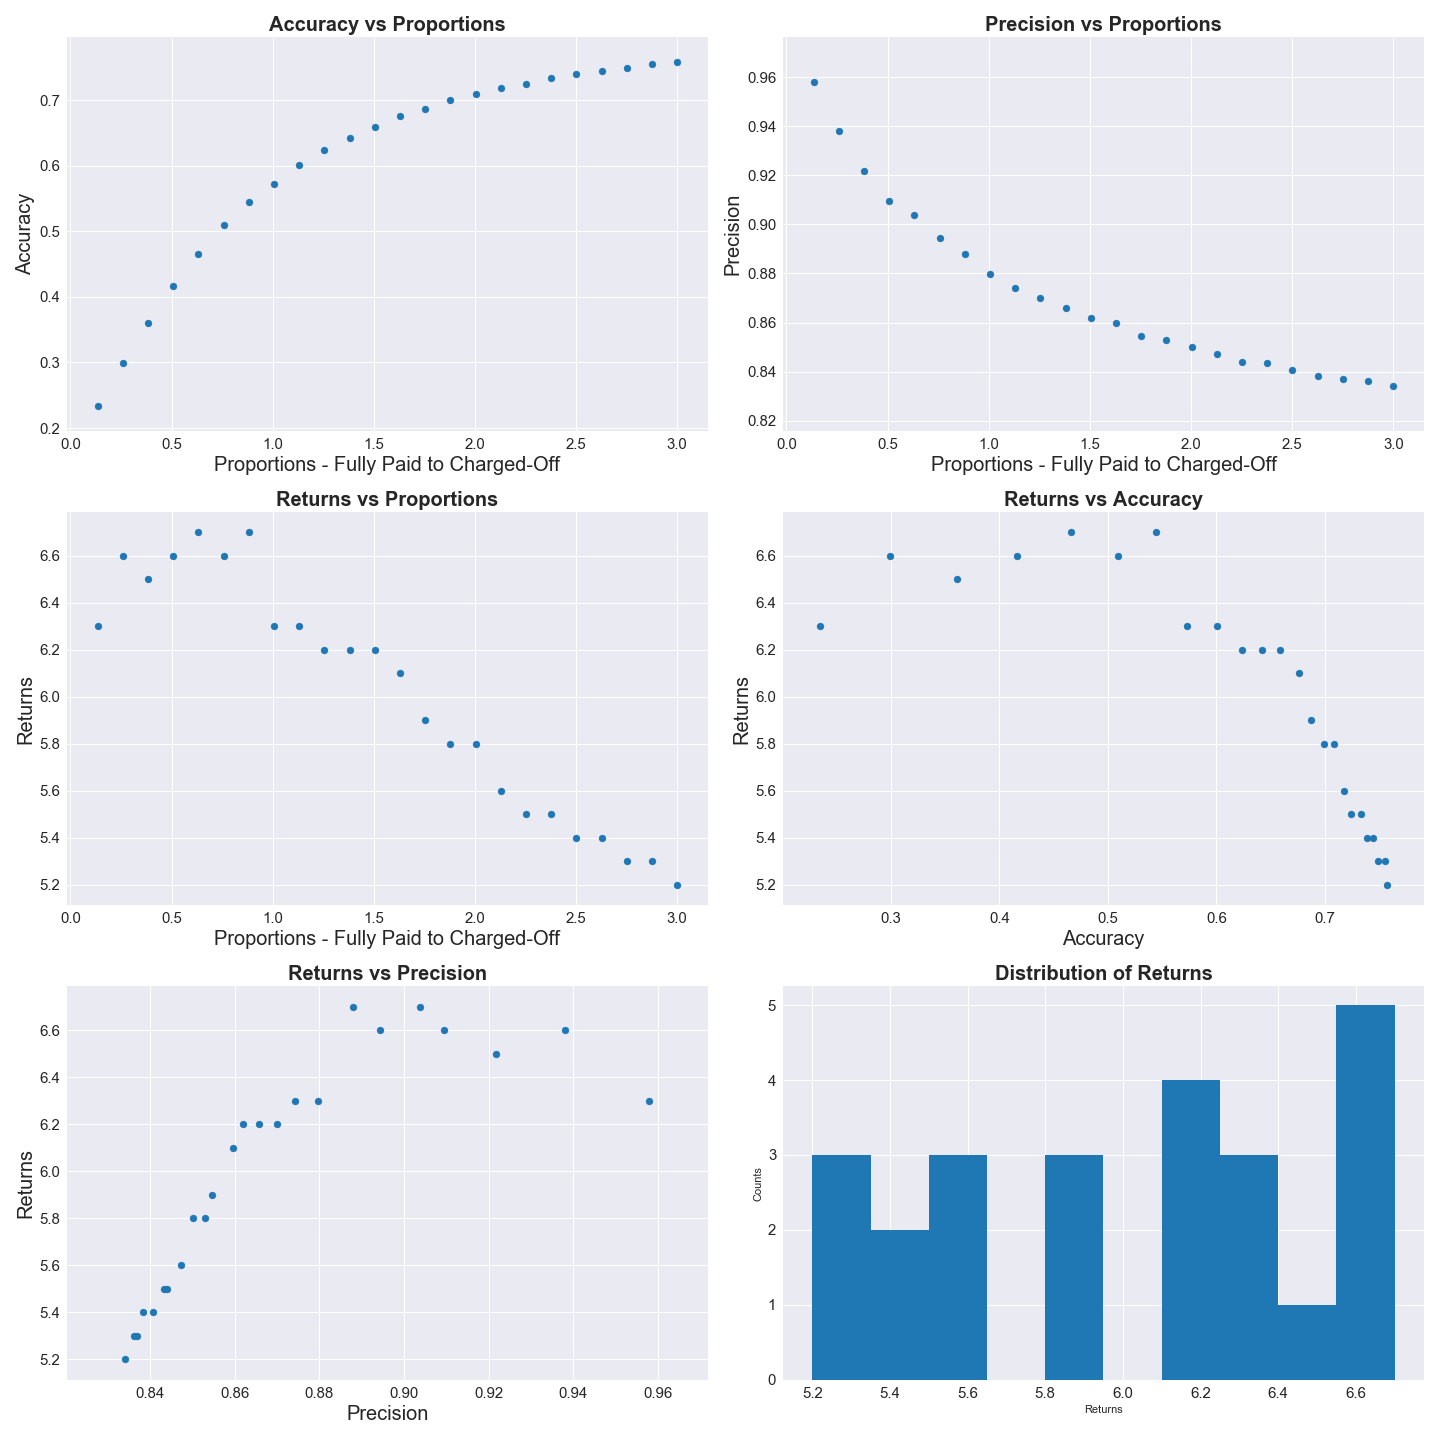 Accuracy vs Proportions
Accuracy
0.7
0.6
0.5
0.4
0.3
0.2
0.0 0.5 1.0 1.5 2.0 2.5 3.0
Proportions - Fully Paid to Charged-Off
Precision vs Proportions
Precision
0.96
0.94
0.92
0.90
0.88
0.86
0.84
0.82
0.0 0.5 1.0 1.5 2.0 2.5 3.0
Proportions - Fully Paid to Charged-Off
Returns vs Proportions
Returns
6.6
6.4
6.2
6.0
5.8
5.6
5.4
5.2
0.0 0.5 1.0 1.5 2.0 2.5 3.0
Proportions - Fully Paid to Charged-Off
Returns vs Accuracy
Returns
6.6
6.4
6.2
6.0
5.8
5.6
5.4
5.2
0.3 0.4 0.5 0.6 0.7
Accuracy
Returns vs Precision
Returns
6.6
6.4
6.2
6.0
5.8
5.6
5.4
5.2
0.84 0.86 0.88 0.90 0.92 0.94 0.96
Precision
Distribution of Returns
Counts
5
4
3
2
1
0
5.2 5.4 5.6 5.8 6.0 6.2 6.4 6.6
Returns